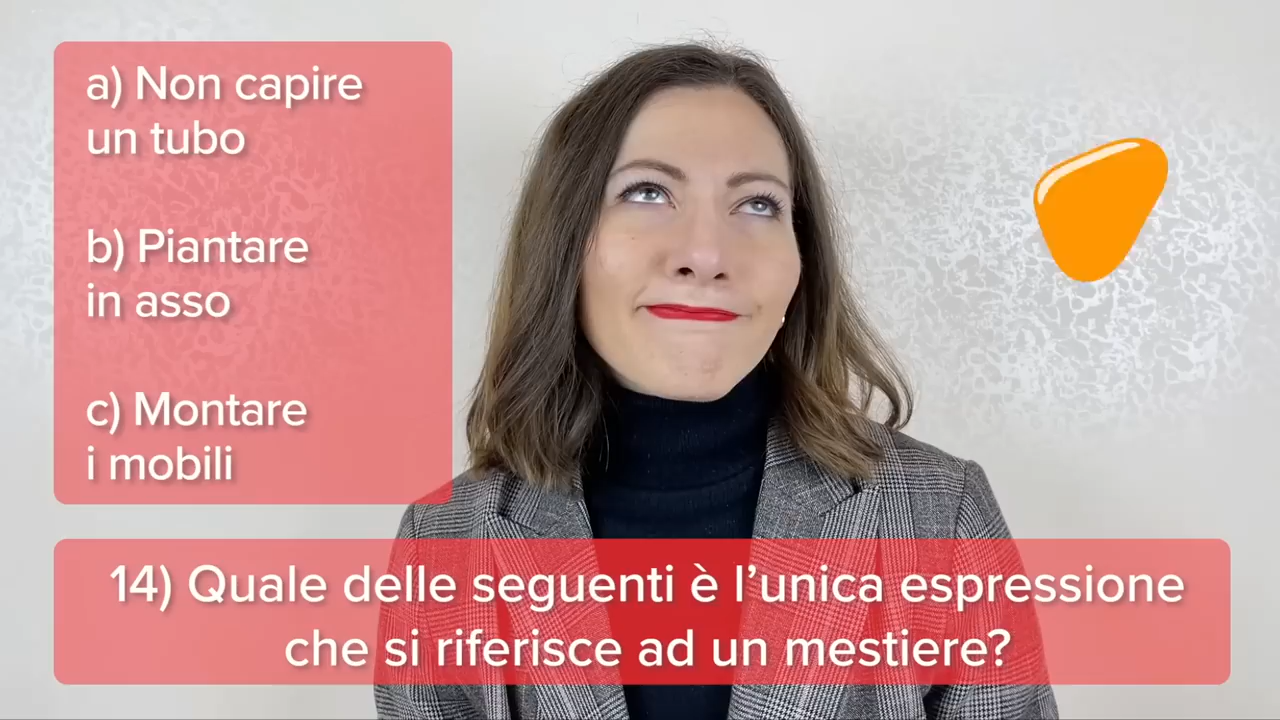 a) Non capire
un tubo
b) Piantare
in asso
c) Montare
i mobili
14) Quale delle seguenti è l’unica espressione
che si riferisce ad un mestiere?